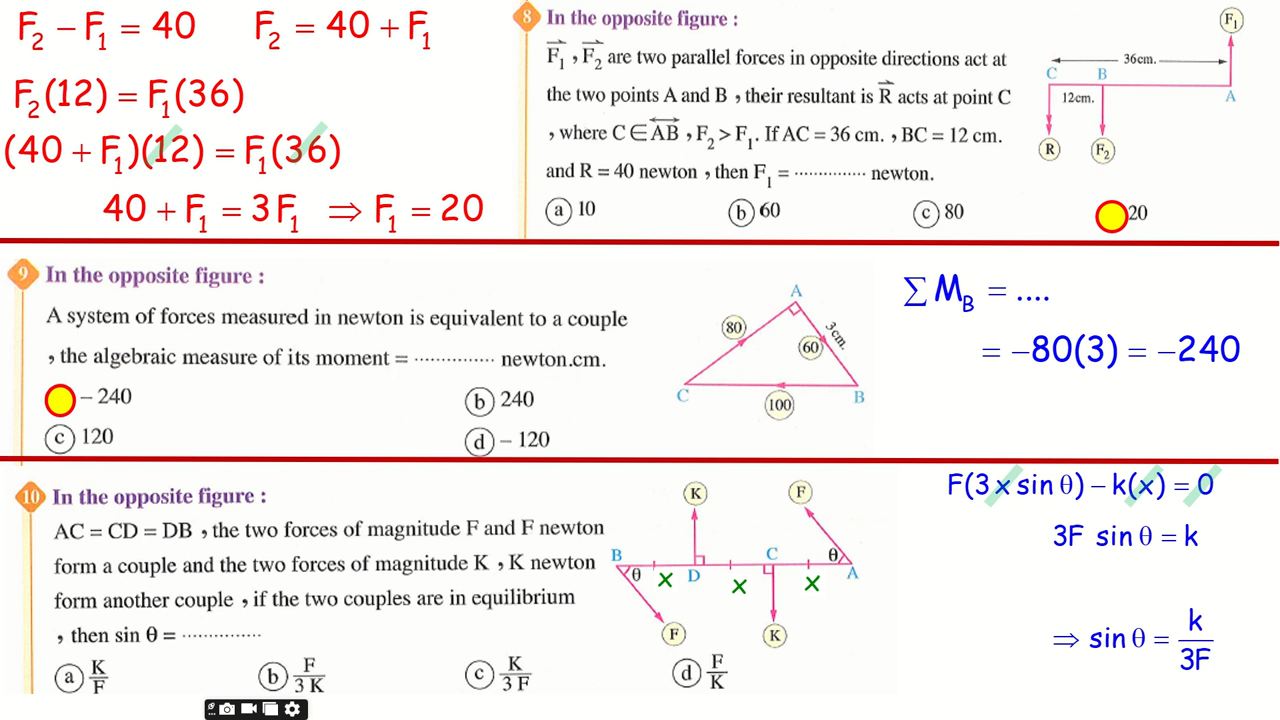 F₂ − F₁ = 40 F₂ = 40 + F₁
F₂(12) = F₁(36)
(40 + F₁)(12) = F₁(36)
40 + F₁ = 3F₁ ⇒ F₁ = 20
8 In the opposite figure :
F₁⃗ , F₂⃗ are two parallel forces in opposite directions act at
the two points A and B , their resultant is R⃗ acts at point C
, where C ∈ AB⃡ , F₂ > F₁. If AC = 36 cm. , BC = 12 cm.
and R = 40 newton , then F₁ = ............... newton.
a 10 b 60 c 80 20
F₁
36cm.
C B
12cm. A
R F₂
9 In the opposite figure :
A system of forces measured in newton is equivalent to a couple
, the algebraic measure of its moment = ............... newton.cm.
− 240 b 240
c 120 d − 120
A
80 3 cm.
60
C B
100
∑ M_B = ....
= −80(3) = −240
10 In the opposite figure :
AC = CD = DB , the two forces of magnitude F and F newton
form a couple and the two forces of magnitude K , K newton
form another couple , if the two couples are in equilibrium
, then sin θ = ...............
a K/F b F/3 K c K/3 F d F/K
K F
B C θ
θ x D x x A
F K
F(3 x sin θ) − k(x) = 0
3F sin θ = k
⇒ sin θ = k/3F